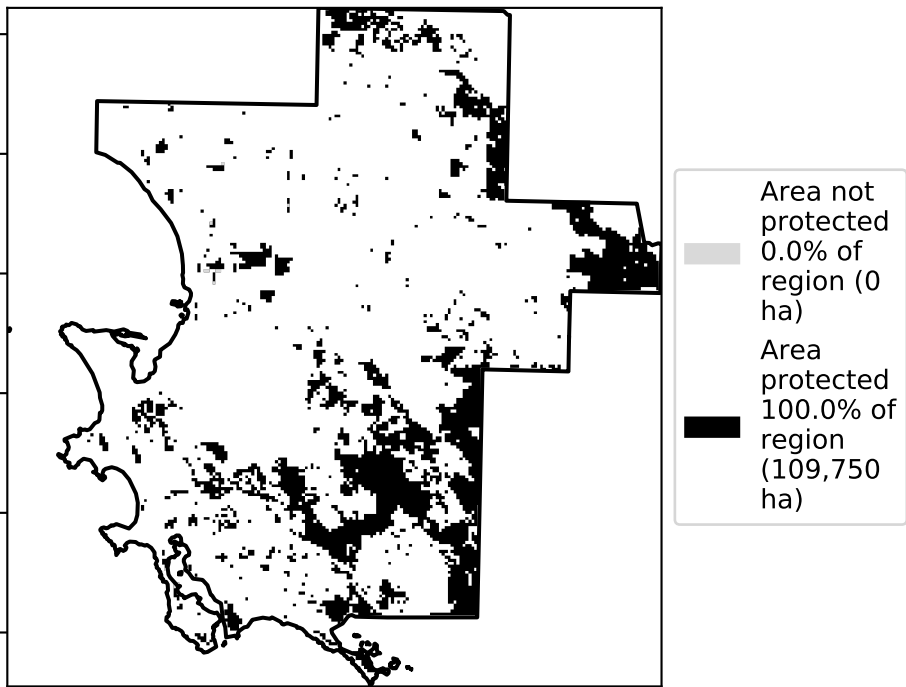 Area not
protected
0.0% of
region (0
ha)
Area
protected
100.0% of
region
(109,750
ha)